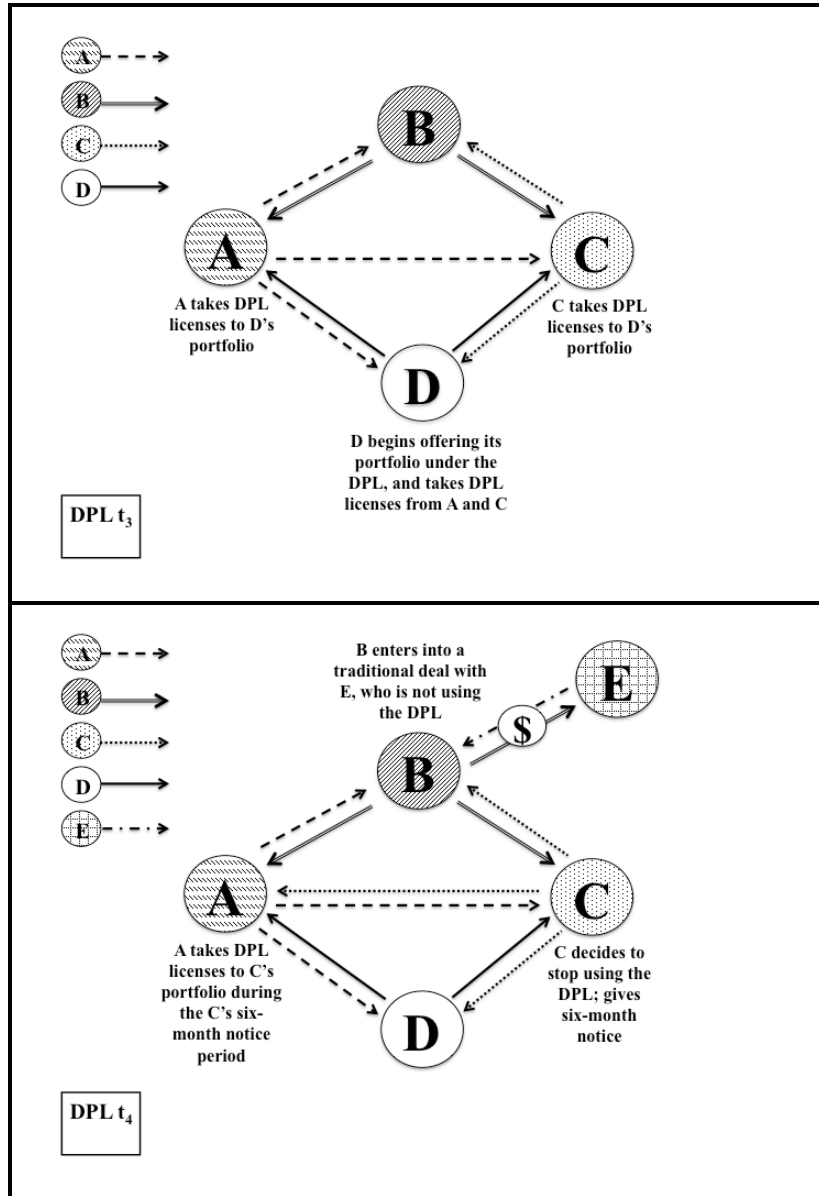 A
B
C
D
B
A
C
A takes DPL
licenses to D’s
portfolio
C takes DPL
licenses to D’s
portfolio
D
D begins offering its
portfolio under the
DPL, and takes DPL
licenses from A and C
DPL t3
A
B
C
D
E
B enters into a
traditional deal with
E, who is not using
the DPL
E
$
B
A
C
A takes DPL
licenses to C’s
portfolio during
the C’s six-
month notice
period
C decides to
stop using the
DPL; gives
six-month
notice
D
DPL t4